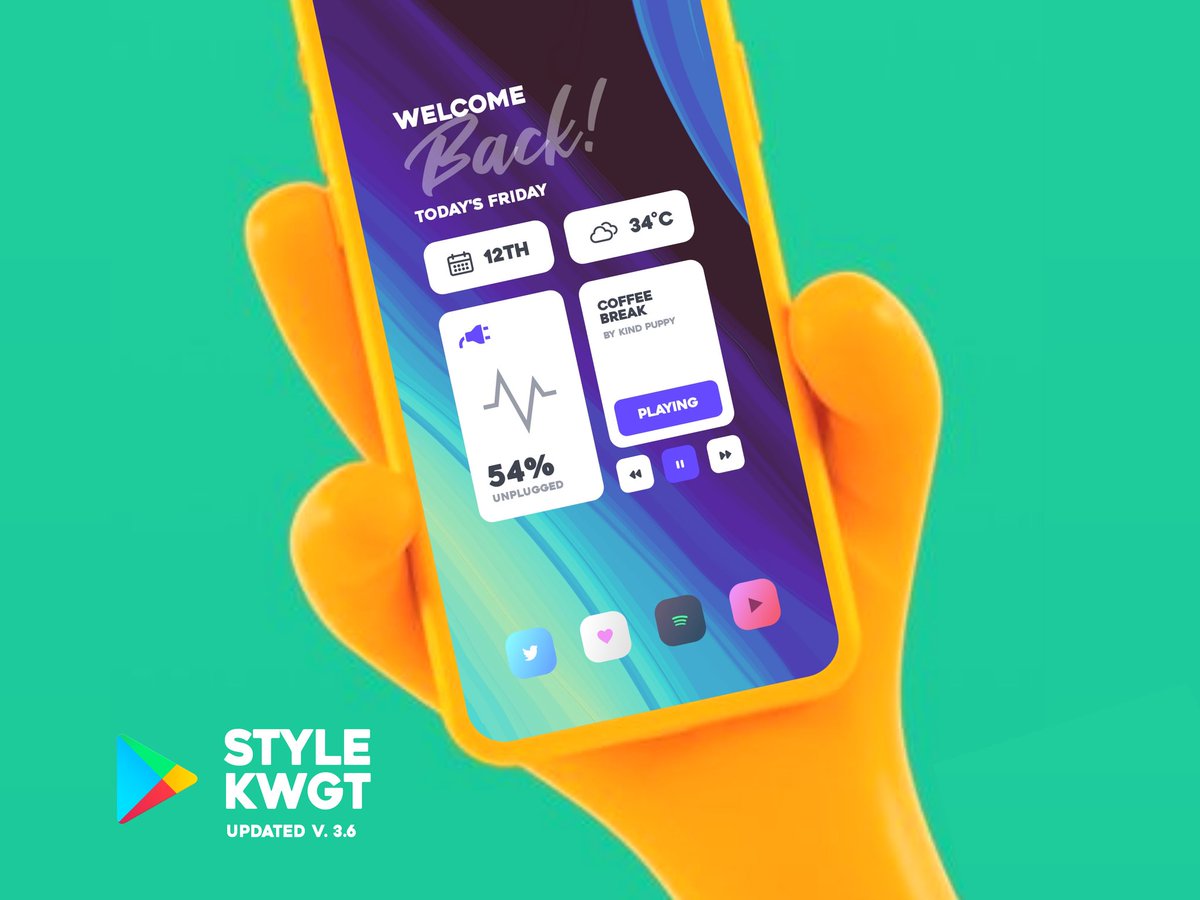 WELCOME
Back!
TODAY'S FRIDAY
12TH
34°C
COFFEE
BREAK
BY KIND PUPPY
PLAYING
54%
UNPLUGGED
STYLE
KWGT
UPDATED V. 3.6